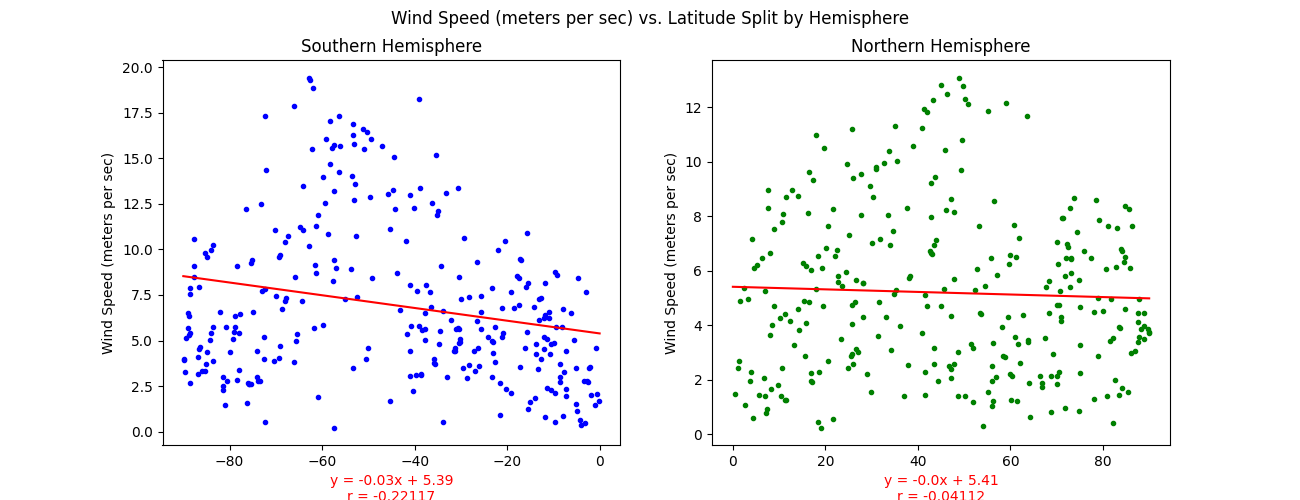 Wind Speed (meters per sec) vs. Latitude Split by Hemisphere
Southern Hemisphere
Wind Speed (meters per sec)
20.0
17.5
15.0
12.5
10.0
7.5
5.0
2.5
0.0
−80
−60
−40
−20
0
y = -0.03x + 5.39
r = -0.22117
Northern Hemisphere
Wind Speed (meters per sec)
12
10
8
6
4
2
0
0
20
40
60
80
y = -0.0x + 5.41
r = -0.04112